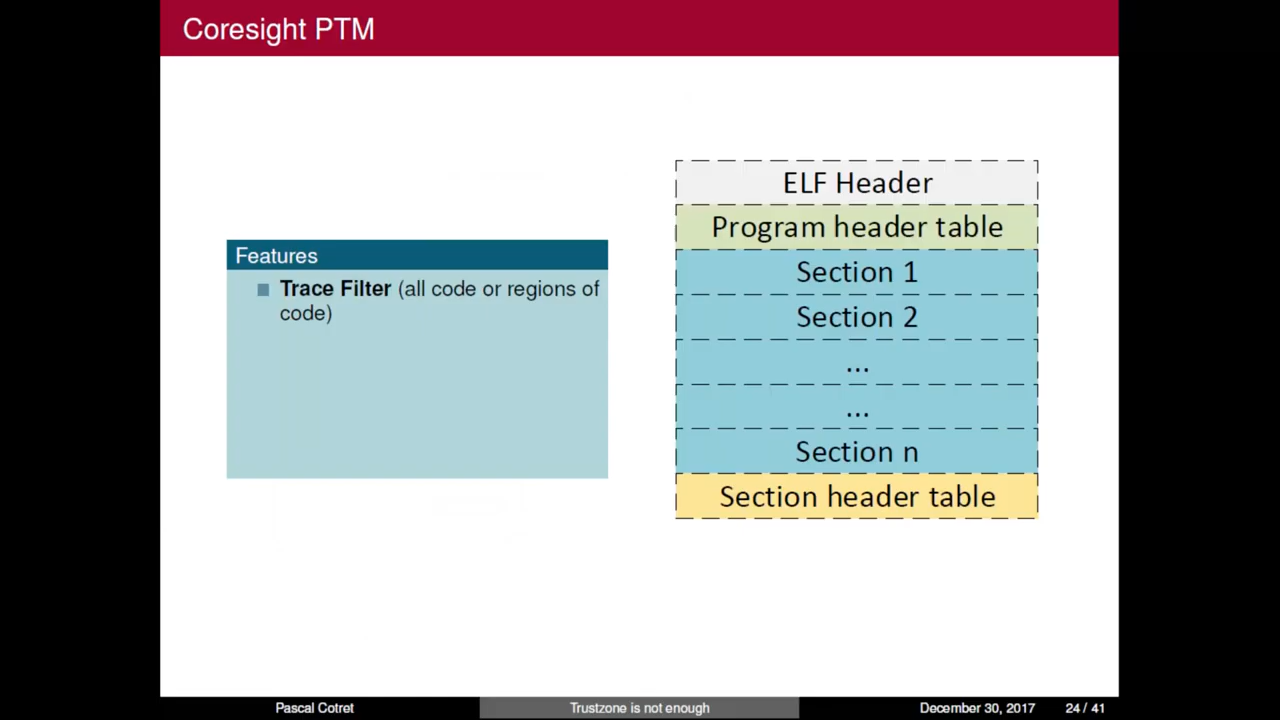 Coresight PTM
Features
Trace Filter (all code or regions of
code)
ELF Header
Program header table
Section 1
Section 2
...
...
Section n
Section header table
Pascal Cotret
Trustzone is not enough
December 30, 2017
24 / 41